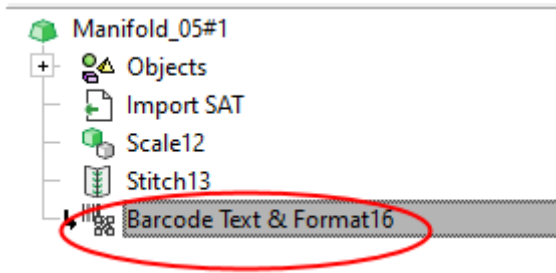 Manifold_05#1
Objects
Import SAT
Scale12
Stitch13
Barcode Text & Format16